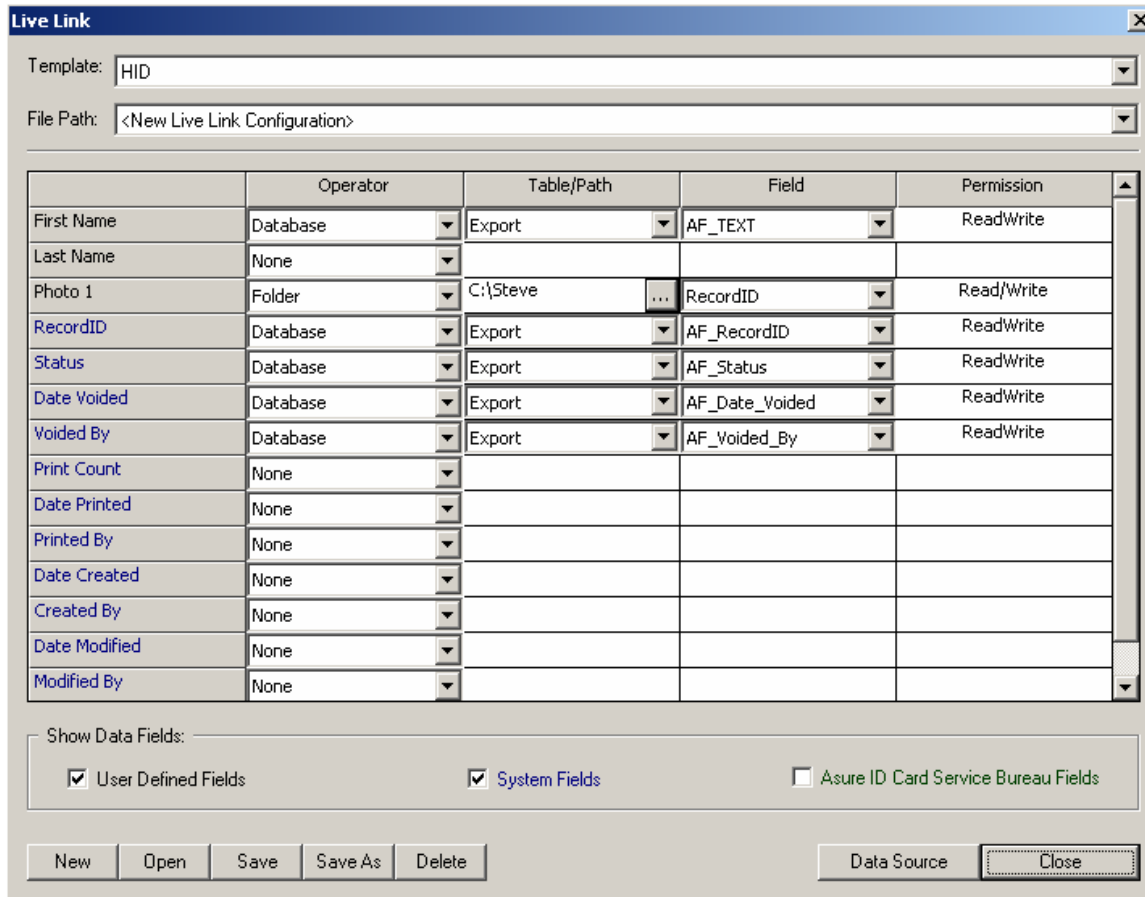 Live Link
Template: HID
File Path: <New Live Link Configuration>
Operator Table/Path Field Permission
First Name Database Export AF_TEXT ReadWrite
Last Name None
Photo 1 Folder C:\Steve ... RecordID Read/Write
RecordID Database Export AF_RecordID ReadWrite
Status Database Export AF_Status ReadWrite
Date Voided Database Export AF_Date_Voided ReadWrite
Voided By Database Export AF_Voided_By ReadWrite
Print Count None
Date Printed None
Printed By None
Date Created None
Created By None
Date Modified None
Modified By None
Show Data Fields:
User Defined Fields System Fields Asure ID Card Service Bureau Fields
New Open Save Save As Delete Data Source Close